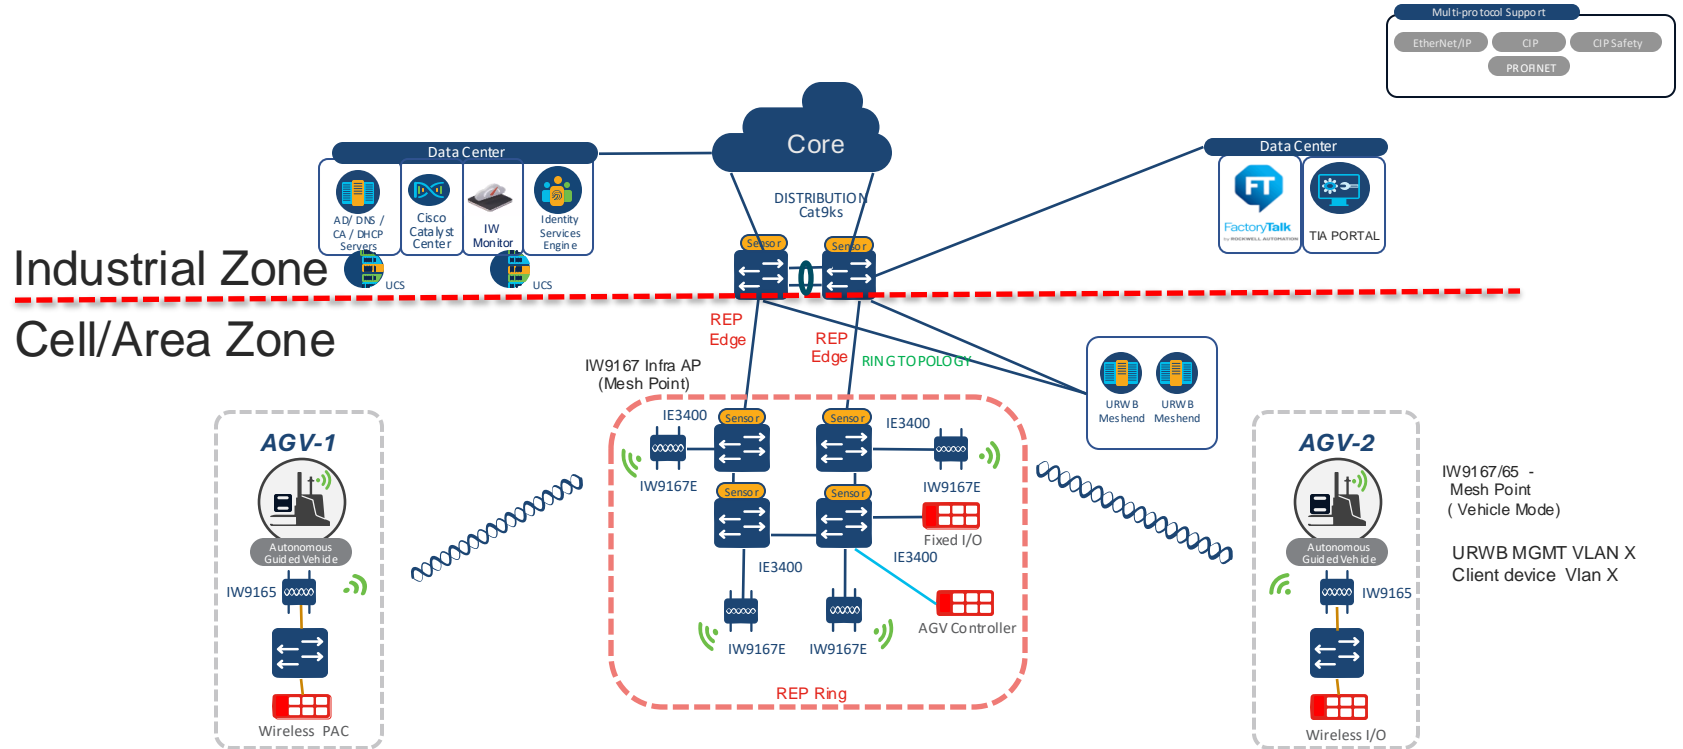 Multi-protocol Support
EtherNet/IP
CIP
CIP Safety
PROFINET
Core
Data Center
AD/ DNS /
CA / DHCP
Servers
Cisco
Catalyst
Center
IW
Monitor
Identity
Services
Engine
UCS
UCS
DISTRIBUTION
Cat9ks
Sensor
Sensor
Data Center
FT
FactoryTalk
by ROCKWELL AUTOMATION
TIA PORTAL
Industrial Zone
Cell/Area Zone
REP
Edge
REP
Edge
RING TOPOLOGY
IW9167 Infra AP
(Mesh Point)
URWB
Meshend
URWB
Meshend
IE3400
Sensor
Sensor
IE3400
IW9167E
IW9167E
Sensor
Sensor
Fixed I/O
IE3400
IE3400
AGV Controller
IW9167E
IW9167E
REP Ring
AGV-1
Autonomous
Guided Vehicle
IW9165
Wireless PAC
AGV-2
Autonomous
Guided Vehicle
IW9165
Wireless I/O
IW9167/65 -
Mesh Point
( Vehicle Mode)
URWB MGMT VLAN X
Client device Vlan X